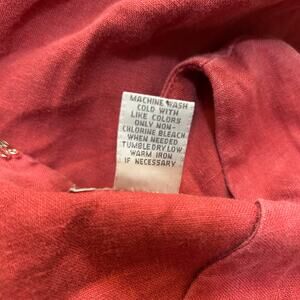 MACHINE WASH
COLD WITH
LIKE COLORS
ONLY NON-
CHLORINE BLEACH
WHEN NEEDED
TUMBLE DRY LOW
WARM IRON
IF NECESSARY